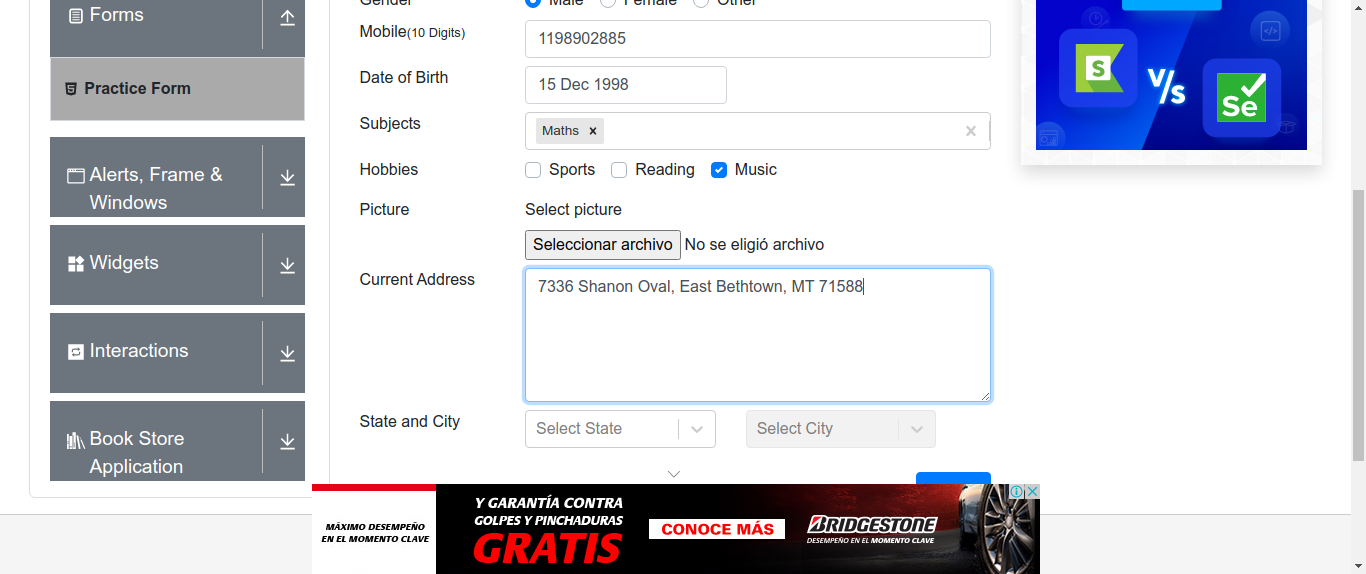 Forms
Practice Form
Alerts, Frame &
Windows
Widgets
Interactions
Book Store
Application
Gender Male Female Other
Mobile(10 Digits) 1198902885
Date of Birth 15 Dec 1998
Subjects Maths ×
Hobbies Sports Reading Music
Picture Select picture
Seleccionar archivo No se eligió archivo
Current Address 7336 Shanon Oval, East Bethtown, MT 71588
State and City Select State Select City
S V/s Se
MÁXIMO DESEMPEÑO
EN EL MOMENTO CLAVE
Y GARANTÍA CONTRA
GOLPES Y PINCHADURAS
GRATIS
CONOCE MÁS
BRIDGESTONE
DESEMPEÑO EN EL MOMENTO CLAVE